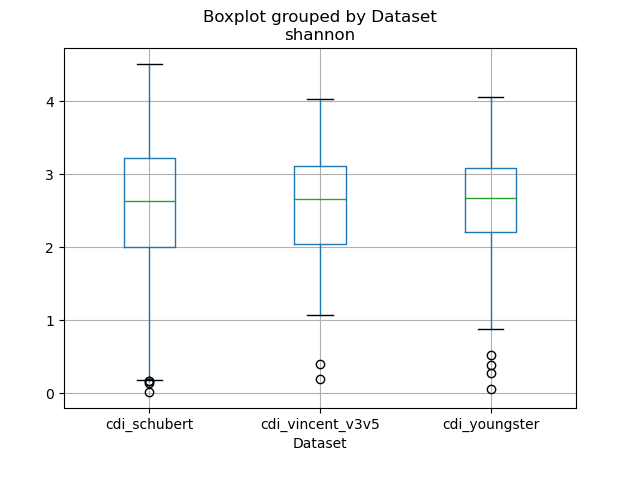 Boxplot grouped by Dataset
shannon
4
3
2
1
0
cdi_schubert cdi_vincent_v3v5 cdi_youngster
Dataset